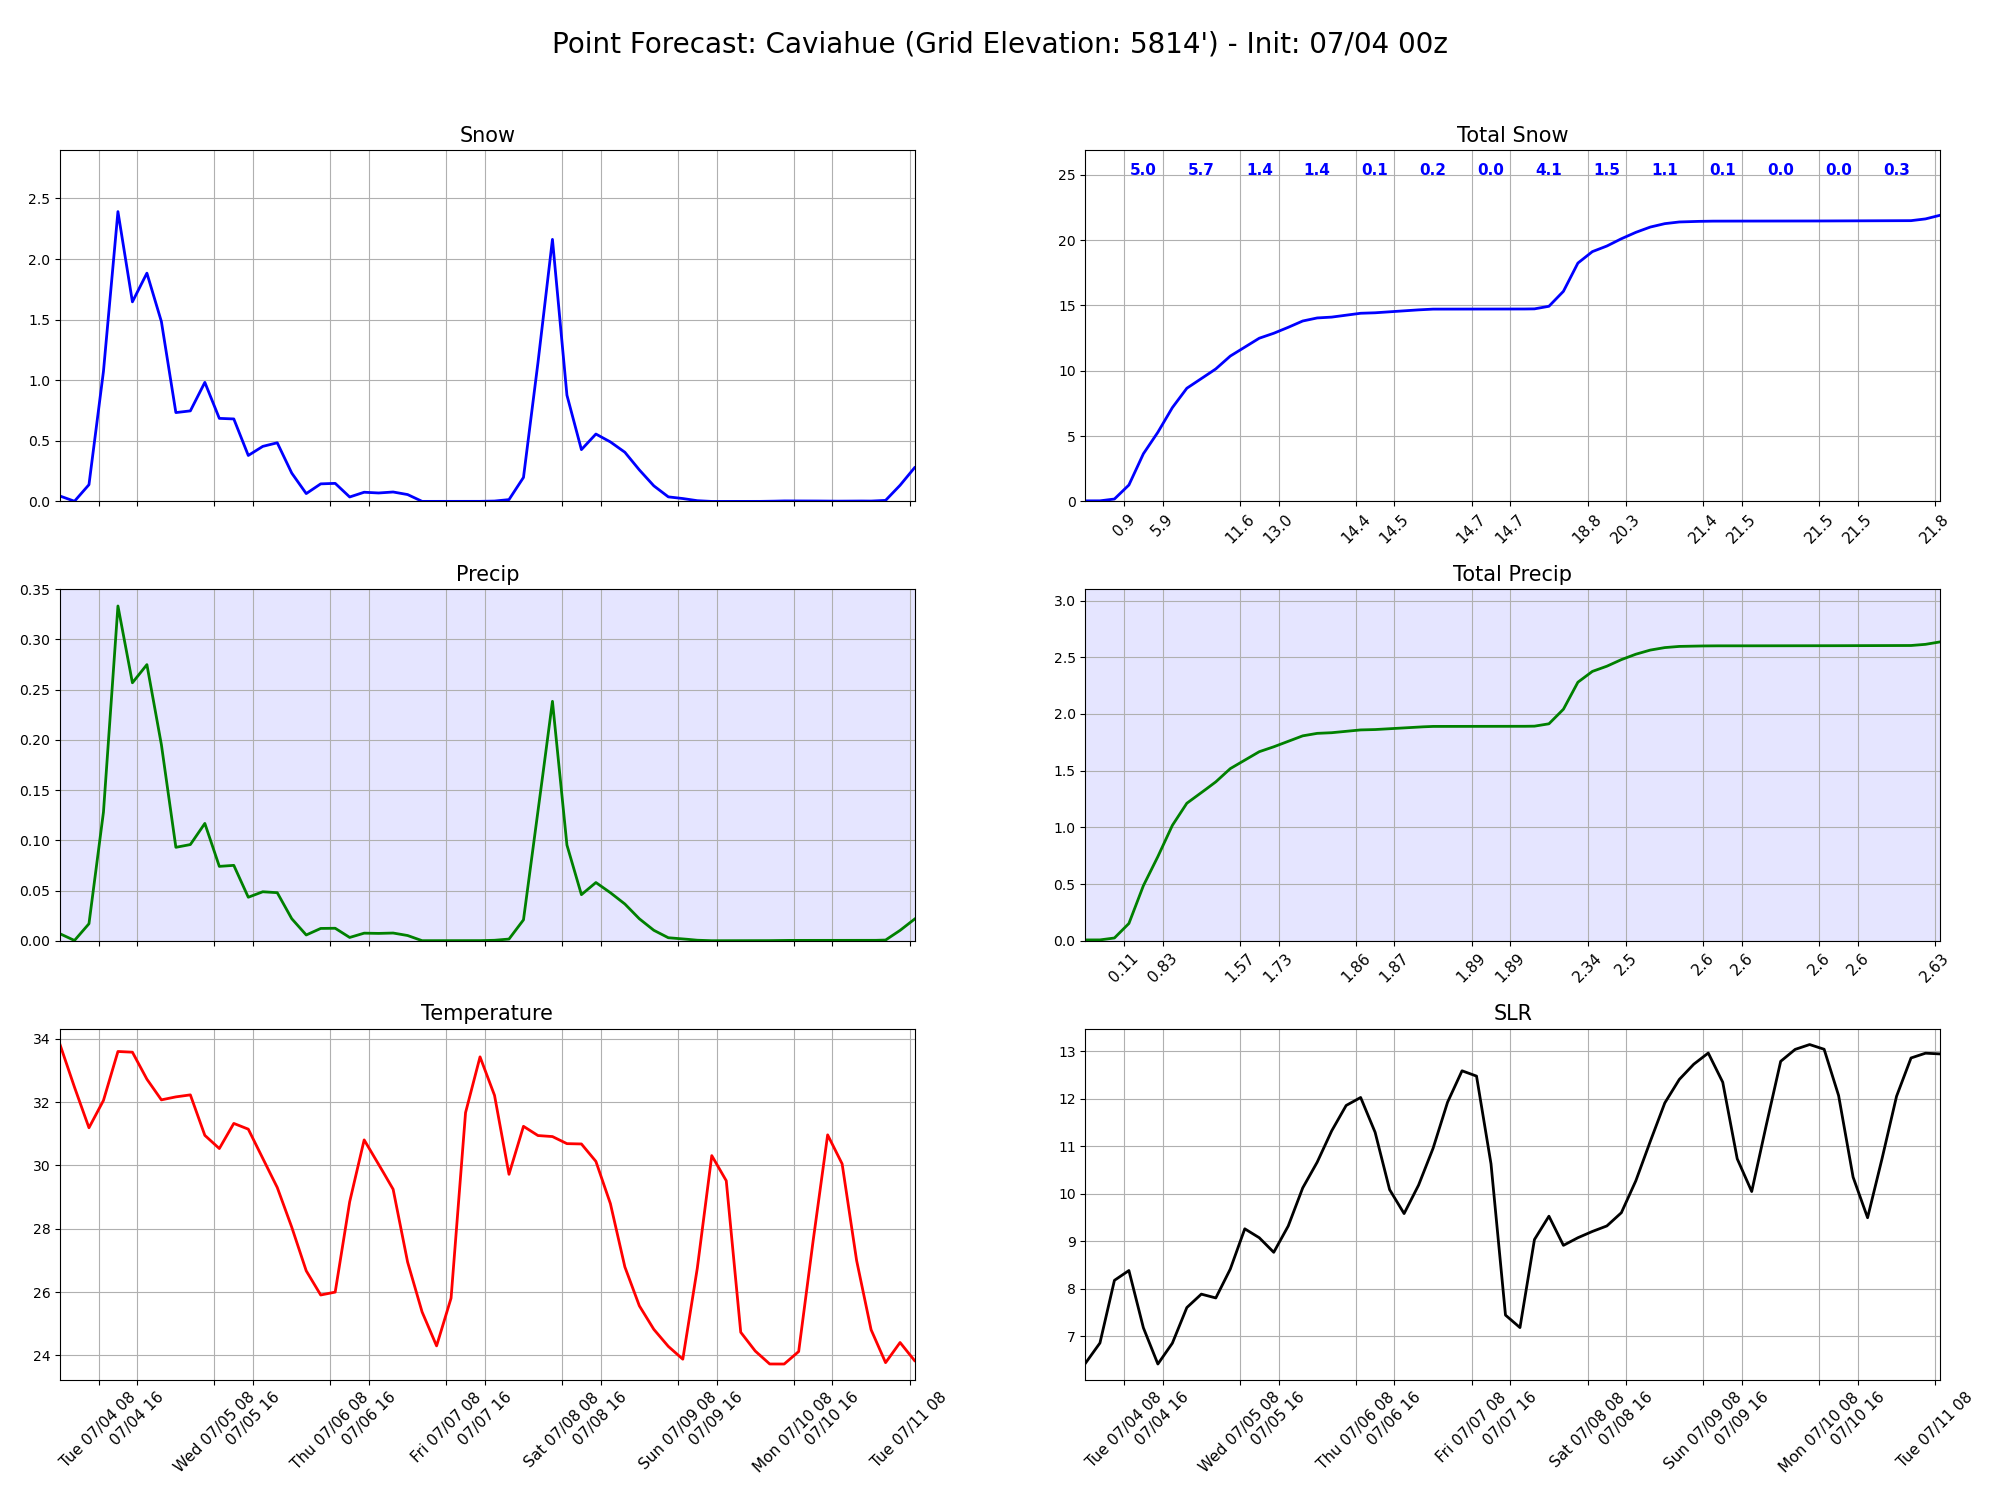 Point Forecast: Caviahue (Grid Elevation: 5814') - Init: 07/04 00z
Snow
2.5
2.0
1.5
1.0
0.5
0.0
Total Snow
5.0 5.7 1.4 1.4 0.1 0.2 0.0 4.1 1.5 1.1 0.1 0.0 0.0 0.3
25
20
15
10
5
0
0.9 5.9 11.6 13.0 14.4 14.5 14.7 14.7 18.8 20.3 21.4 21.5 21.5 21.5 21.8
Precip
0.35
0.30
0.25
0.20
0.15
0.10
0.05
0.00
Total Precip
3.0
2.5
2.0
1.5
1.0
0.5
0.0
0.11 0.83 1.57 1.73 1.86 1.87 1.89 1.89 2.34 2.5 2.6 2.6 2.6 2.6 2.63
Temperature
34
32
30
28
26
24
Tue 07/04 08
07/04 16
Wed 07/05 08
07/05 16
Thu 07/06 08
07/06 16
Fri 07/07 08
07/07 16
Sat 07/08 08
07/08 16
Sun 07/09 08
07/09 16
Mon 07/10 08
07/10 16
Tue 07/11 08
SLR
13
12
11
10
9
8
7
Tue 07/04 08
07/04 16
Wed 07/05 08
07/05 16
Thu 07/06 08
07/06 16
Fri 07/07 08
07/07 16
Sat 07/08 08
07/08 16
Sun 07/09 08
07/09 16
Mon 07/10 08
07/10 16
Tue 07/11 08